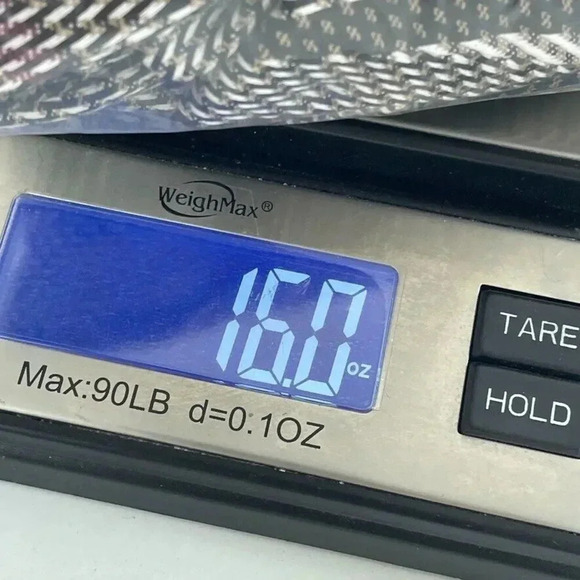 WeighMax®
16.0 oz
Max:90LB d=0.1OZ
TARE
HOLD